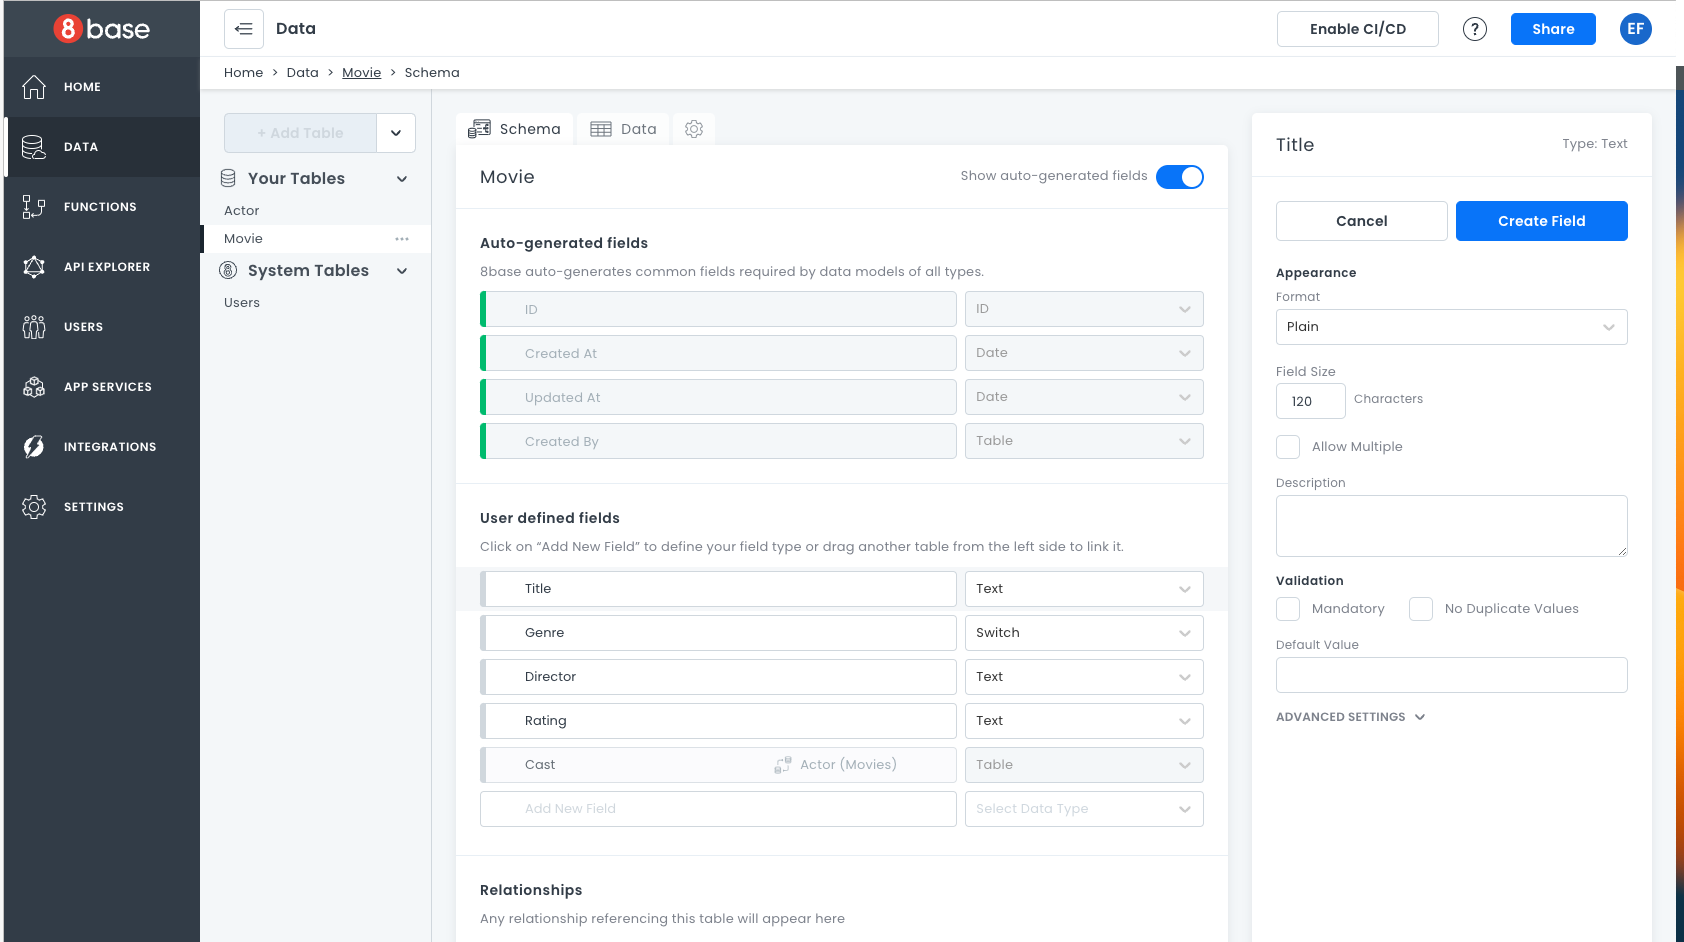 8base
HOME
DATA
FUNCTIONS
API EXPLORER
USERS
APP SERVICES
INTEGRATIONS
SETTINGS
Data
Enable CI/CD
?
Share
EF
Home > Data > Movie > Schema
+ Add Table
Your Tables
Actor
Movie
System Tables
Users
Schema
Data
Movie
Show auto-generated fields
Auto-generated fields
8base auto-generates common fields required by data models of all types.
ID ID
Created At Date
Updated At Date
Created By Table
User defined fields
Click on “Add New Field” to define your field type or drag another table from the left side to link it.
Title Text
Genre Switch
Director Text
Rating Text
Cast Actor (Movies) Table
Add New Field Select Data Type
Relationships
Any relationship referencing this table will appear here
Title
Type: Text
Cancel
Create Field
Appearance
Format
Plain
Field Size
120 Characters
Allow Multiple
Description
Validation
Mandatory No Duplicate Values
Default Value
ADVANCED SETTINGS